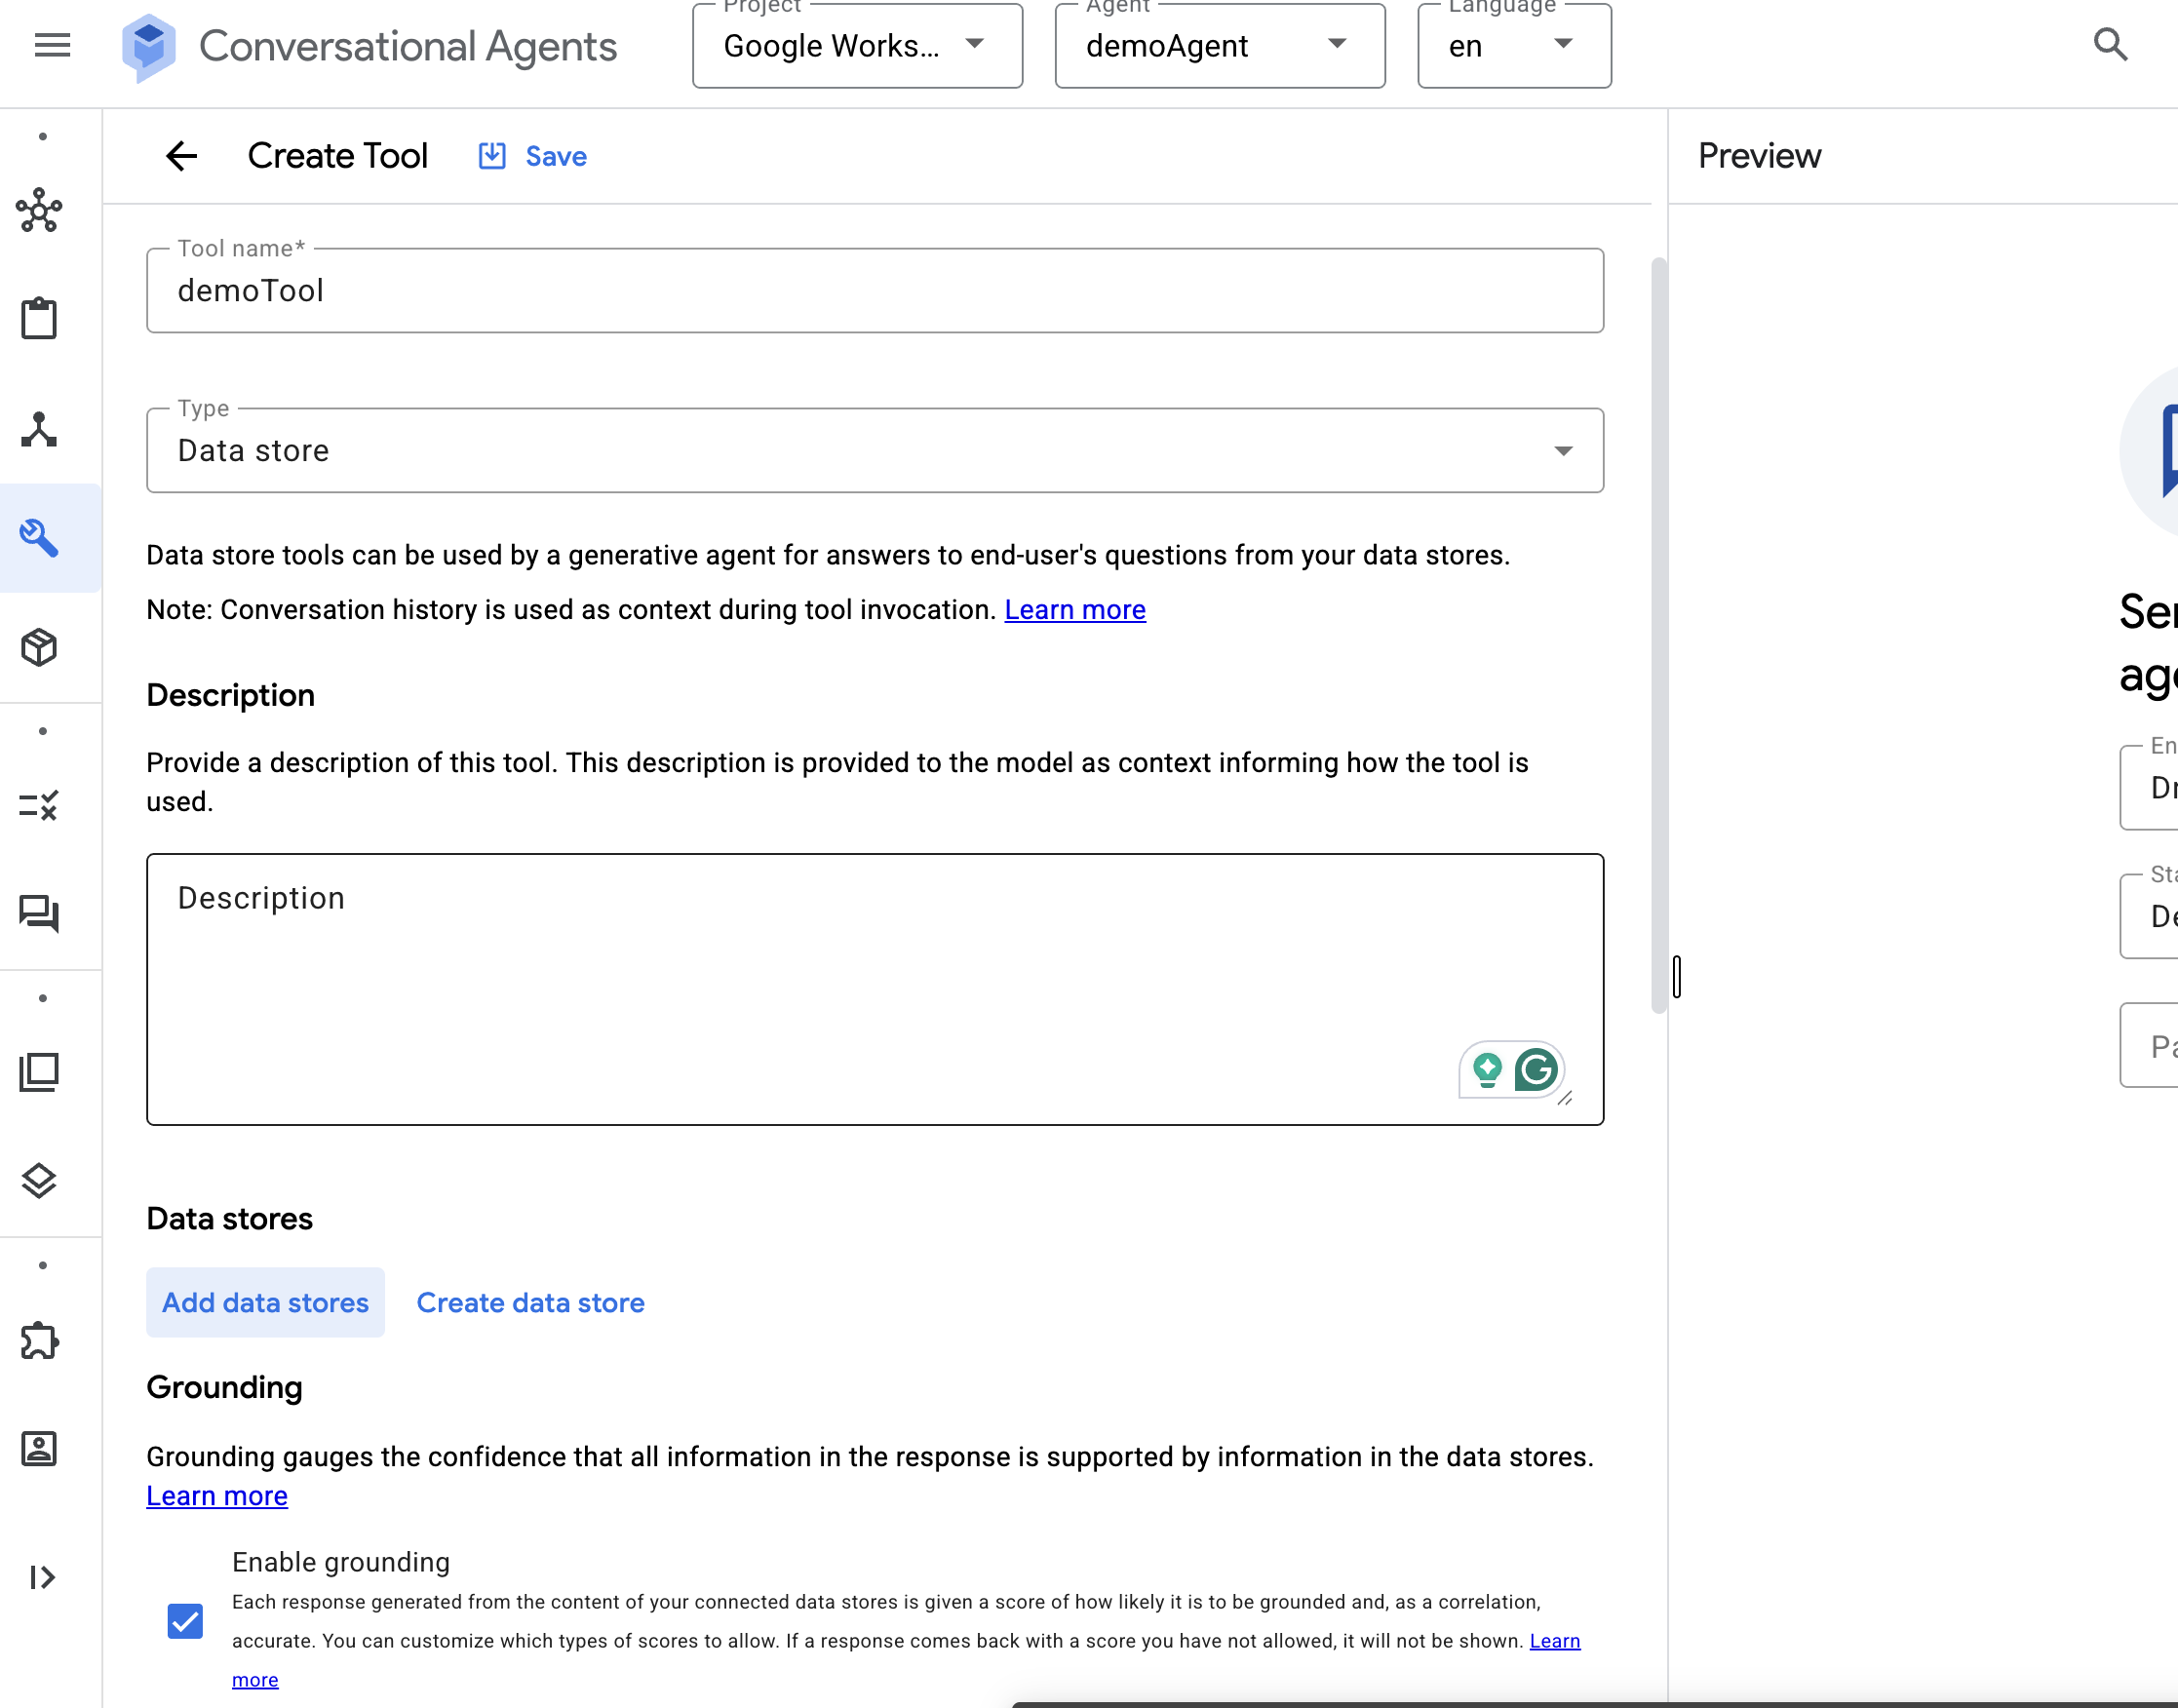 Project
Agent
Language
Conversational Agents
Google Works...
demoAgent
en
Create Tool
Save
Preview
Tool name*
demoTool
Type
Data store
Data store tools can be used by a generative agent for answers to end-user's questions from your data stores.
Note: Conversation history is used as context during tool invocation. Learn more
Description
Provide a description of this tool. This description is provided to the model as context informing how the tool is
used.
Description
Data stores
Add data stores
Create data store
Grounding
Grounding gauges the confidence that all information in the response is supported by information in the data stores.
Learn more
Enable grounding
Each response generated from the content of your connected data stores is given a score of how likely it is to be grounded and, as a correlation,
accurate. You can customize which types of scores to allow. If a response comes back with a score you have not allowed, it will not be shown. Learn
more